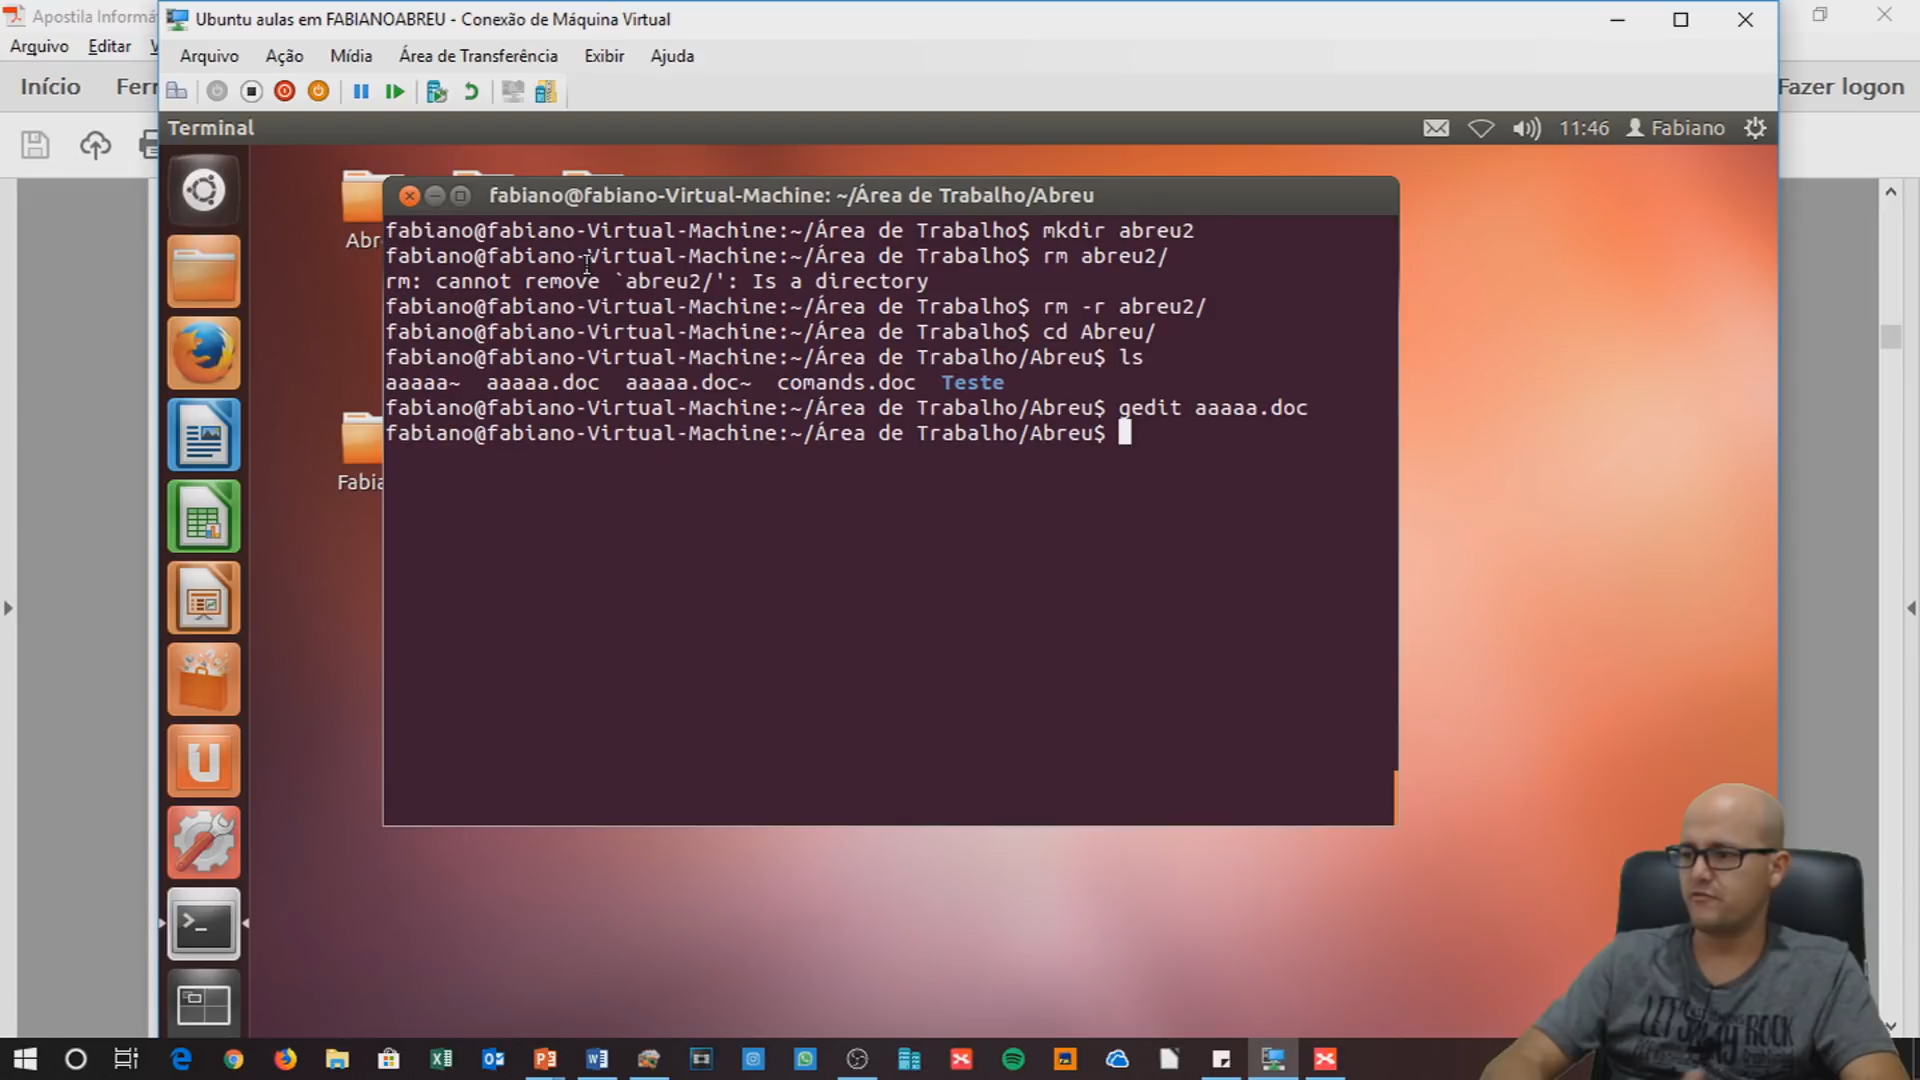 Apostila Informá
Ubuntu aulas em FABIANOABREU - Conexão de Máquina Virtual
Arquivo Editar
Arquivo Ação Mídia Área de Transferência Exibir Ajuda
Início
Fazer logon
Terminal
11:46 Fabiano
fabiano@fabiano-Virtual-Machine: ~/Área de Trabalho/Abreu
fabiano@fabiano-Virtual-Machine:~/Área de Trabalho$ mkdir abreu2
fabiano@fabiano-Virtual-Machine:~/Área de Trabalho$ rm abreu2/
rm: cannot remove `abreu2/': Is a directory
fabiano@fabiano-Virtual-Machine:~/Área de Trabalho$ rm -r abreu2/
fabiano@fabiano-Virtual-Machine:~/Área de Trabalho$ cd Abreu/
fabiano@fabiano-Virtual-Machine:~/Área de Trabalho/Abreu$ ls
aaaaa~ aaaaa.doc aaaaa.doc~ comands.doc Teste
fabiano@fabiano-Virtual-Machine:~/Área de Trabalho/Abreu$ gedit aaaaa.doc
fabiano@fabiano-Virtual-Machine:~/Área de Trabalho/Abreu$
Abr
Fabia
LET'S
ROCK